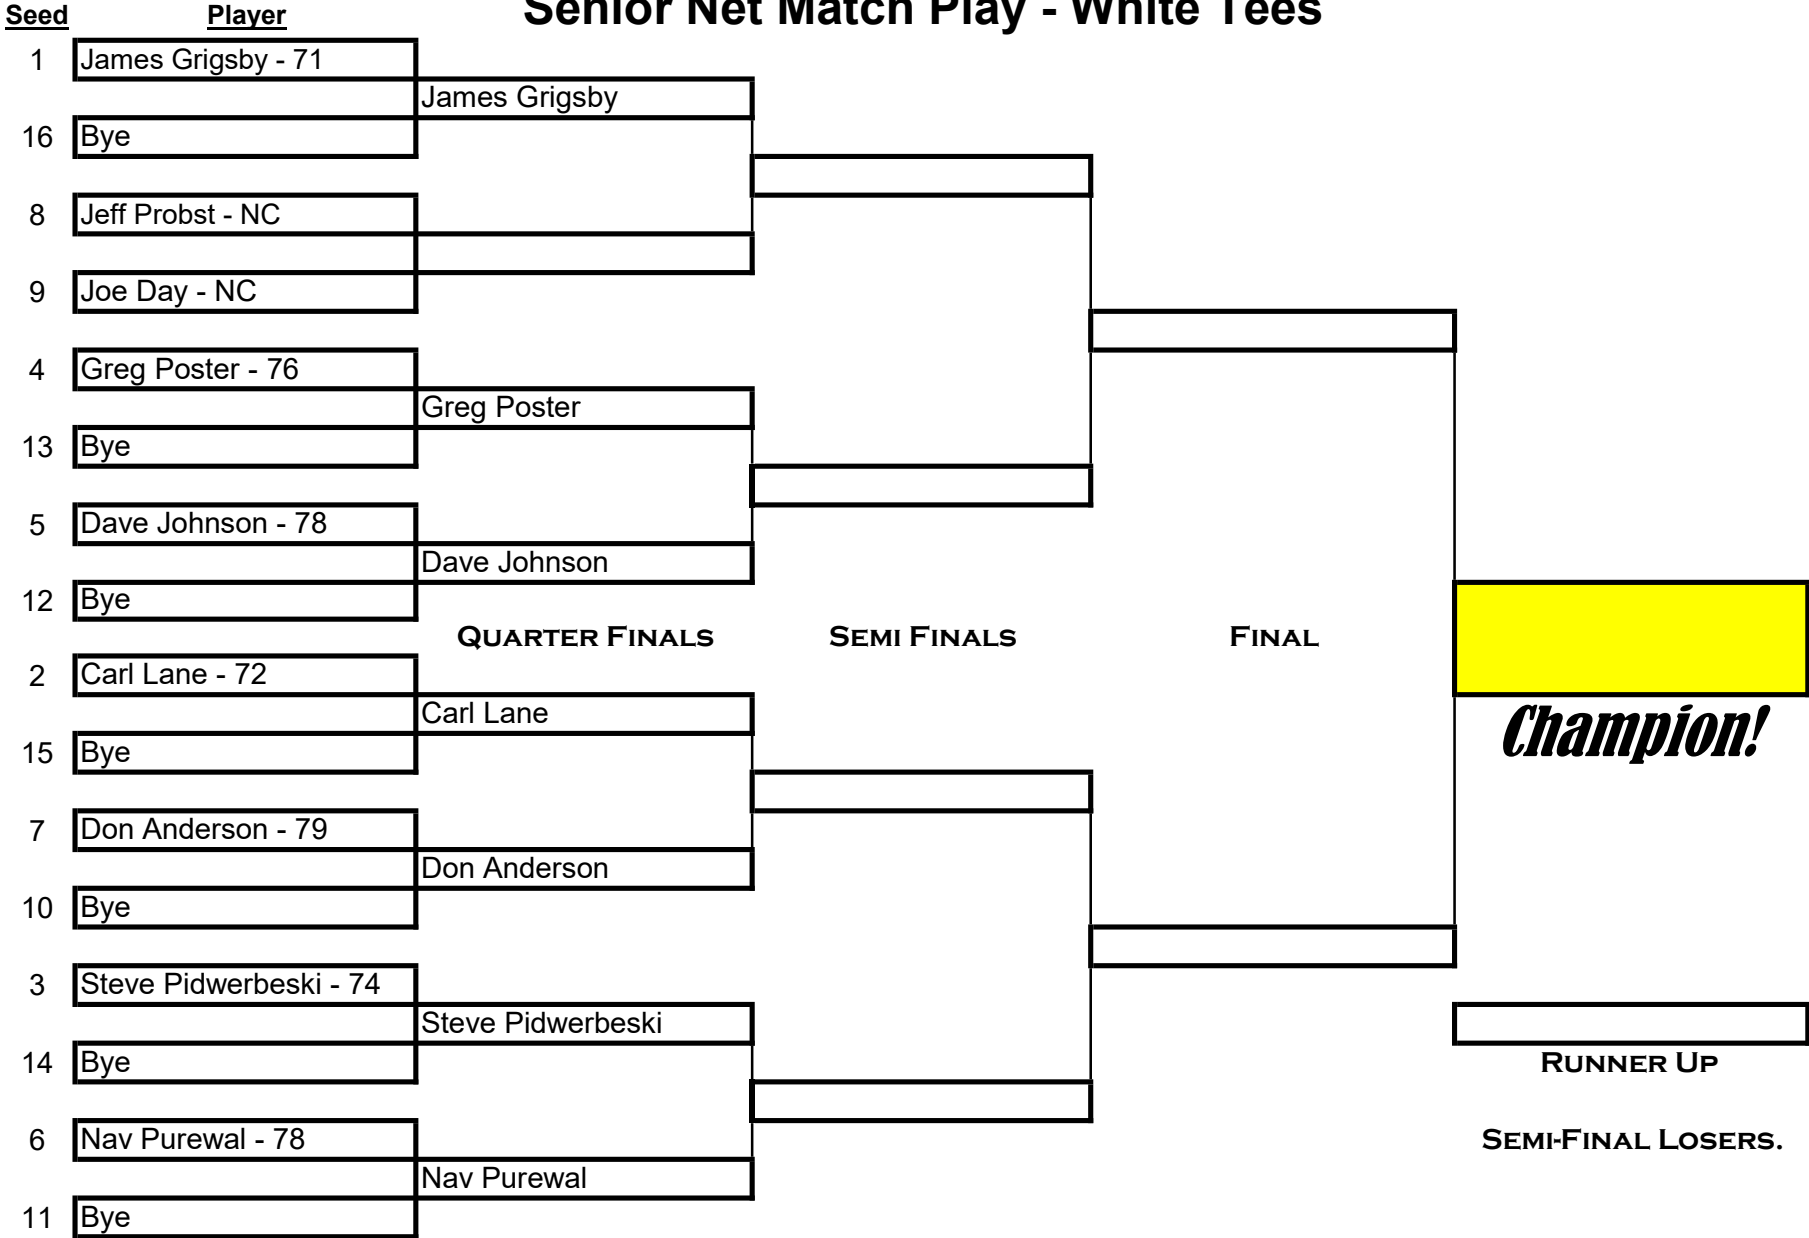 Seed Player Senior Net Match Play - White Tees
1 James Grigsby - 71
James Grigsby
16 Bye
8 Jeff Probst - NC
9 Joe Day - NC
4 Greg Poster - 76
Greg Poster
13 Bye
5 Dave Johnson - 78
Dave Johnson
12 Bye
Quarter Finals Semi Finals Final
2 Carl Lane - 72
Carl Lane
Champion!
15 Bye
7 Don Anderson - 79
Don Anderson
10 Bye
3 Steve Pidwerbeski - 74
Steve Pidwerbeski
14 Bye Runner Up
6 Nav Purewal - 78 Semi-Final Losers.
Nav Purewal
11 Bye